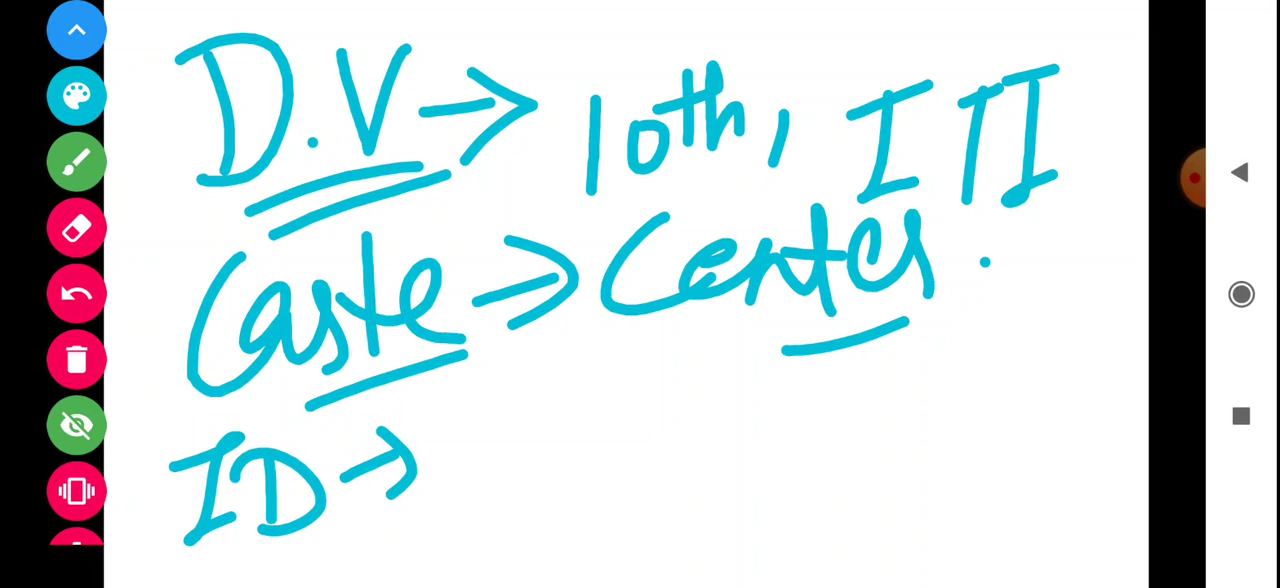 D.V → 10th, ITI
Caste → Center.
ID →